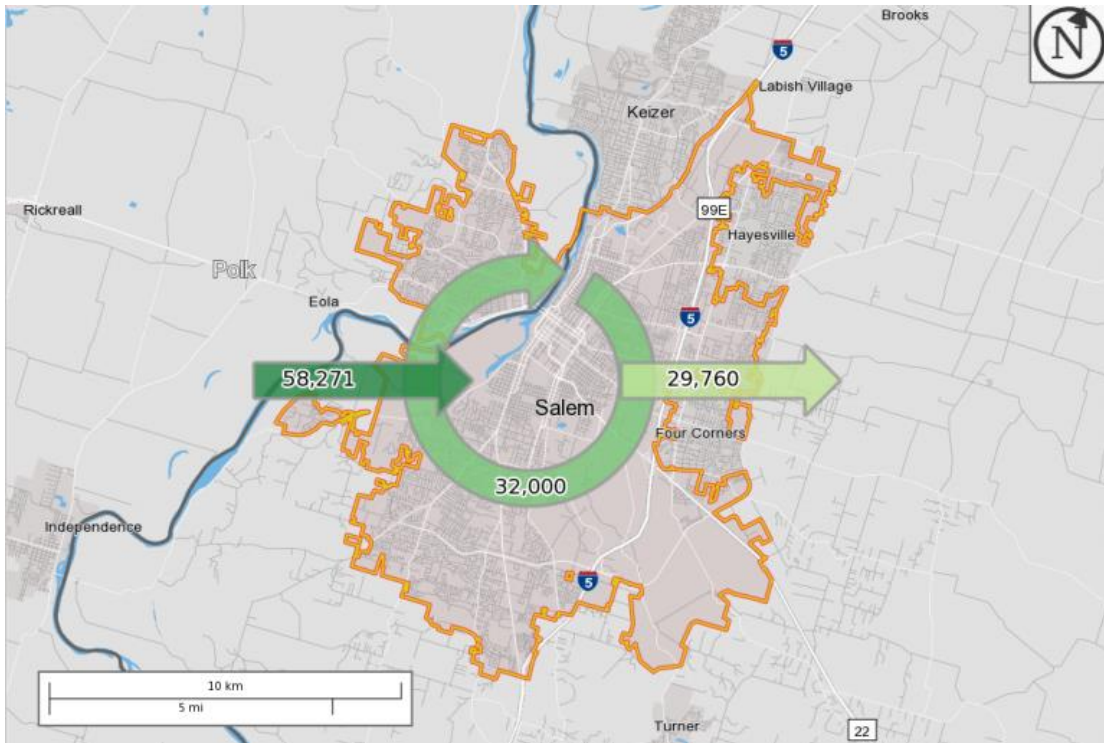 Brooks
N
5
Labish Village
Keizer
Rickreall
99E
Hayesville
Polk
Eola
5
58,271
29,760
Salem
Four Corners
32,000
Independence
5
10 km
5 mi
Turner
22